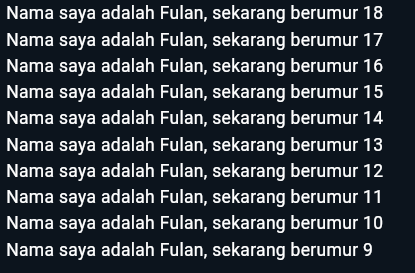 Nama saya adalah Fulan, sekarang berumur 18
Nama saya adalah Fulan, sekarang berumur 17
Nama saya adalah Fulan, sekarang berumur 16
Nama saya adalah Fulan, sekarang berumur 15
Nama saya adalah Fulan, sekarang berumur 14
Nama saya adalah Fulan, sekarang berumur 13
Nama saya adalah Fulan, sekarang berumur 12
Nama saya adalah Fulan, sekarang berumur 11
Nama saya adalah Fulan, sekarang berumur 10
Nama saya adalah Fulan, sekarang berumur 9